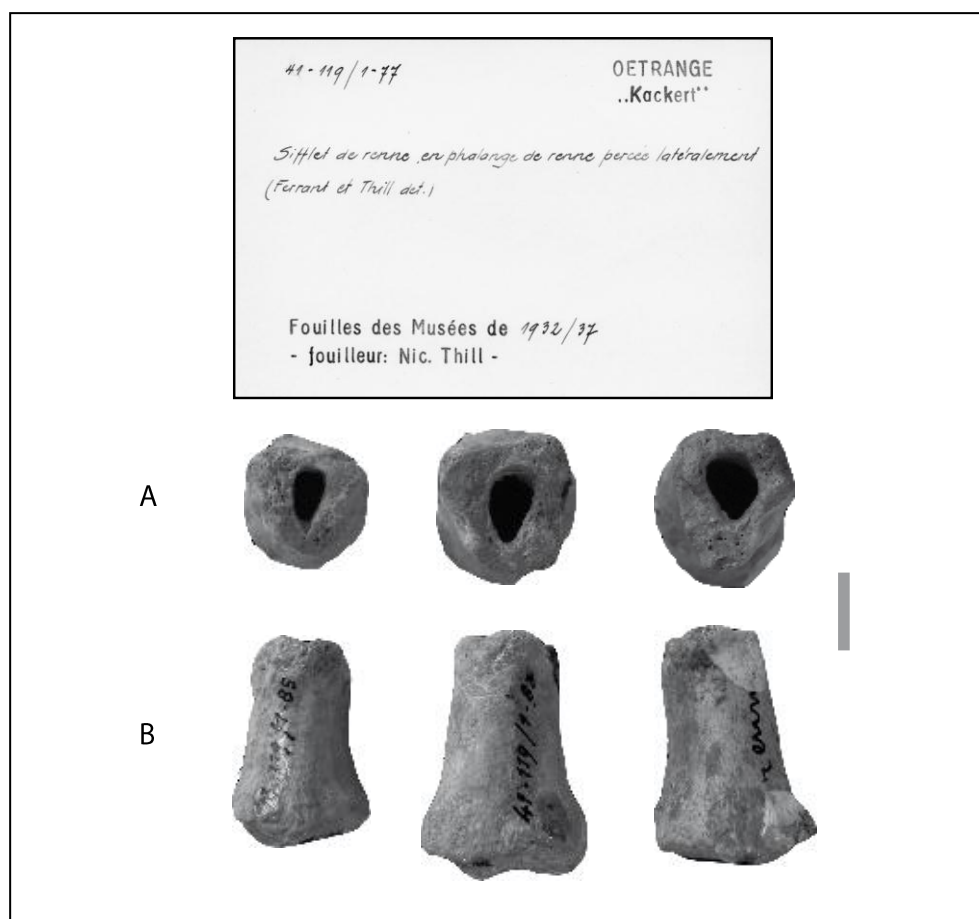 41-119/1-77
OETRANGE
„Kackert"
Sifflet de renne, en phalange de renne percée latéralement
(Ferrant et Thill det.)
Fouilles des Musées de 1932/37
- fouilleur: Nic. Thill -
A
B
41-119/1-82